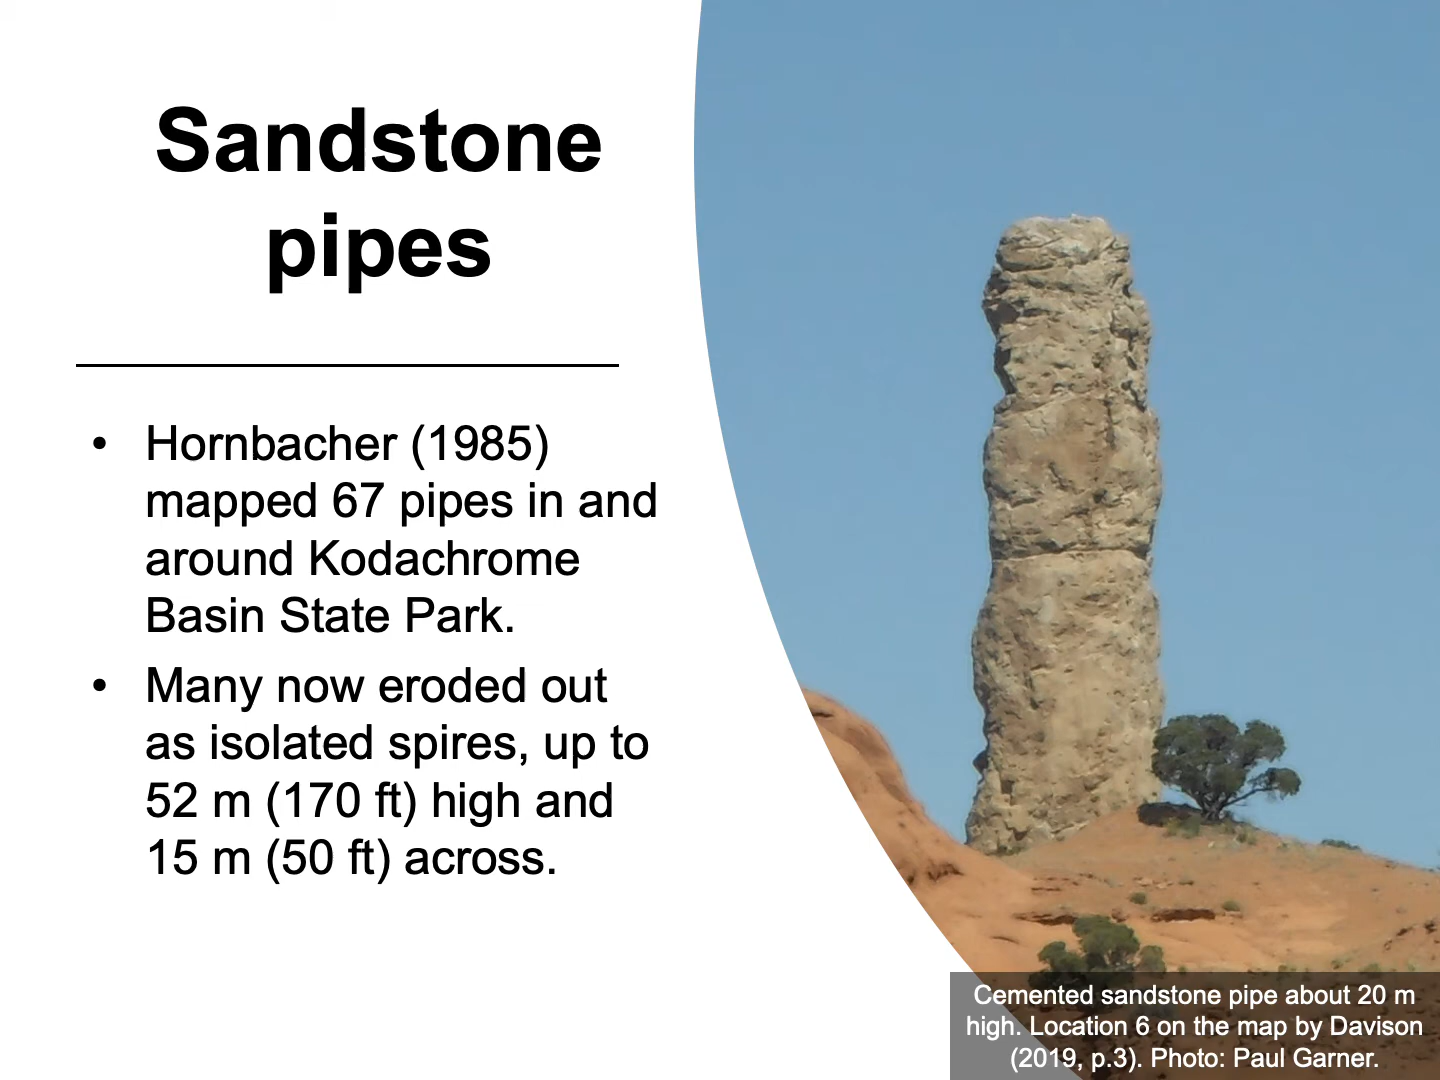 Sandstone
pipes
• Hornbacher (1985)
mapped 67 pipes in and
around Kodachrome
Basin State Park.
• Many now eroded out
as isolated spires, up to
52 m (170 ft) high and
15 m (50 ft) across.
Cemented sandstone pipe about 20 m
high. Location 6 on the map by Davison
(2019, p.3). Photo: Paul Garner.